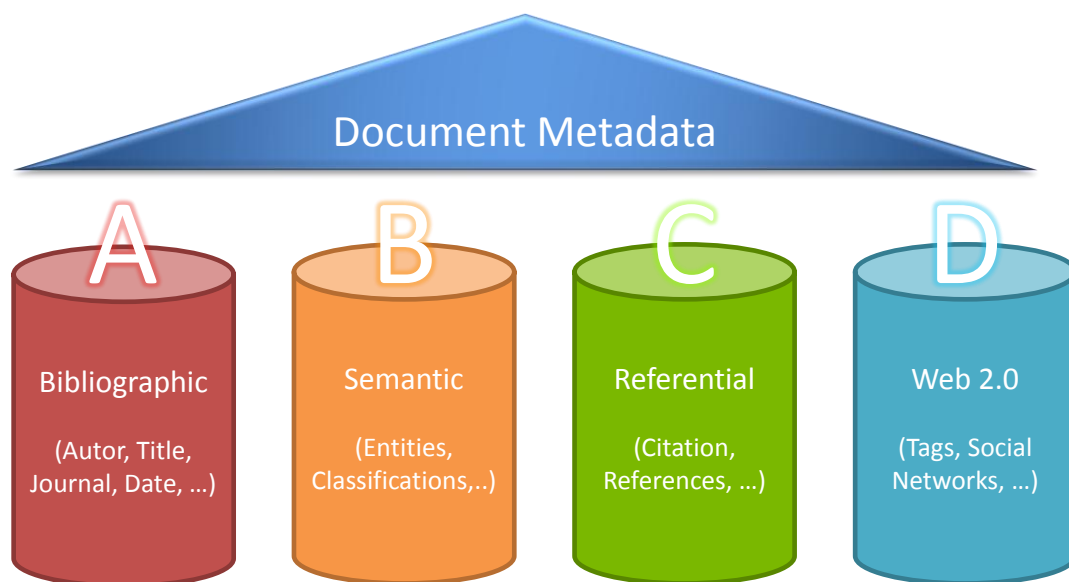 Document Metadata
A
Bibliographic
(Autor, Title,
Journal, Date, …)
B
Semantic
(Entities,
Classifications,..)
C
Referential
(Citation,
References, …)
D
Web 2.0
(Tags, Social
Networks, …)